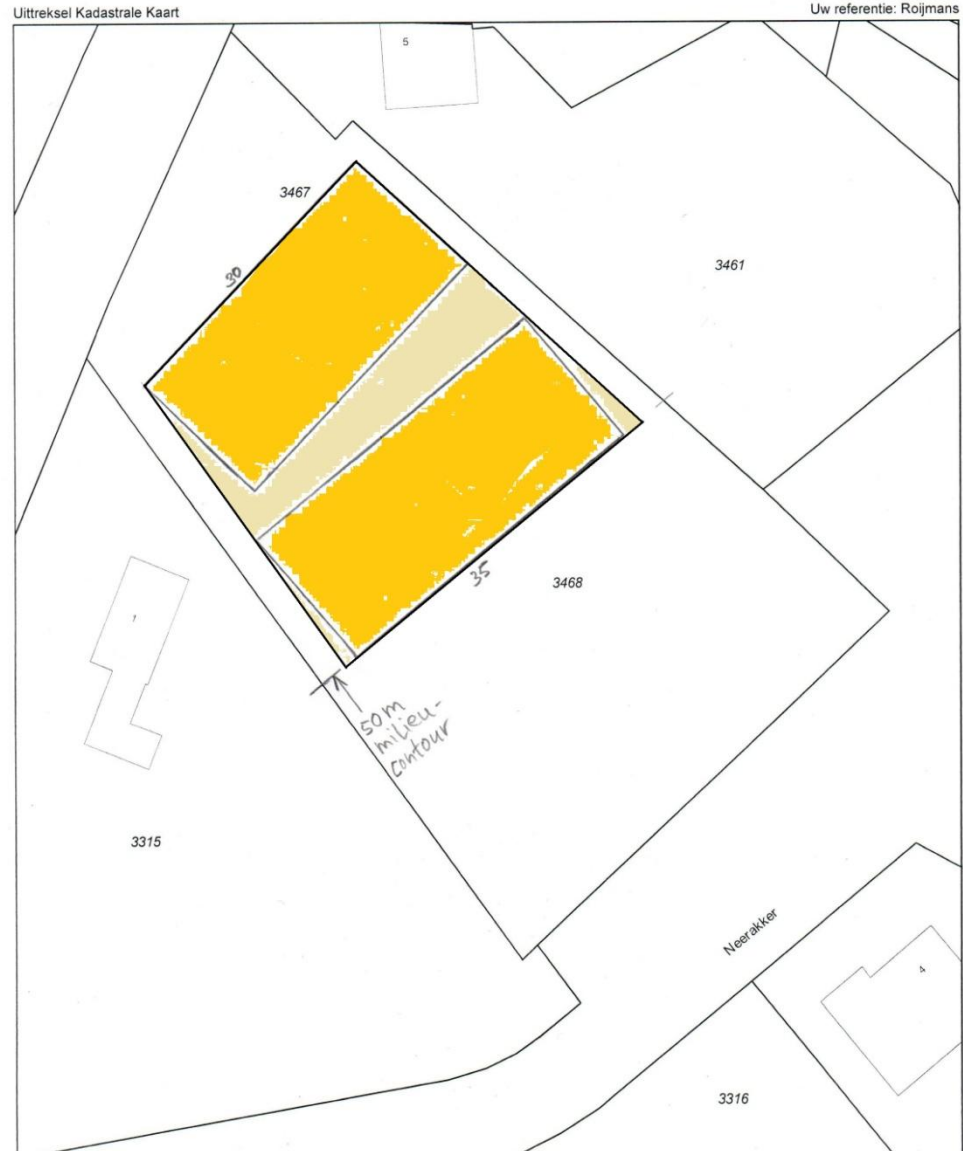 Uittreksel Kadastrale Kaart
Uw referentie: Roijmans
5
3467
3461
30
35
3468
1
50m
milieu-
contour
3315
Neerakker
4
3316